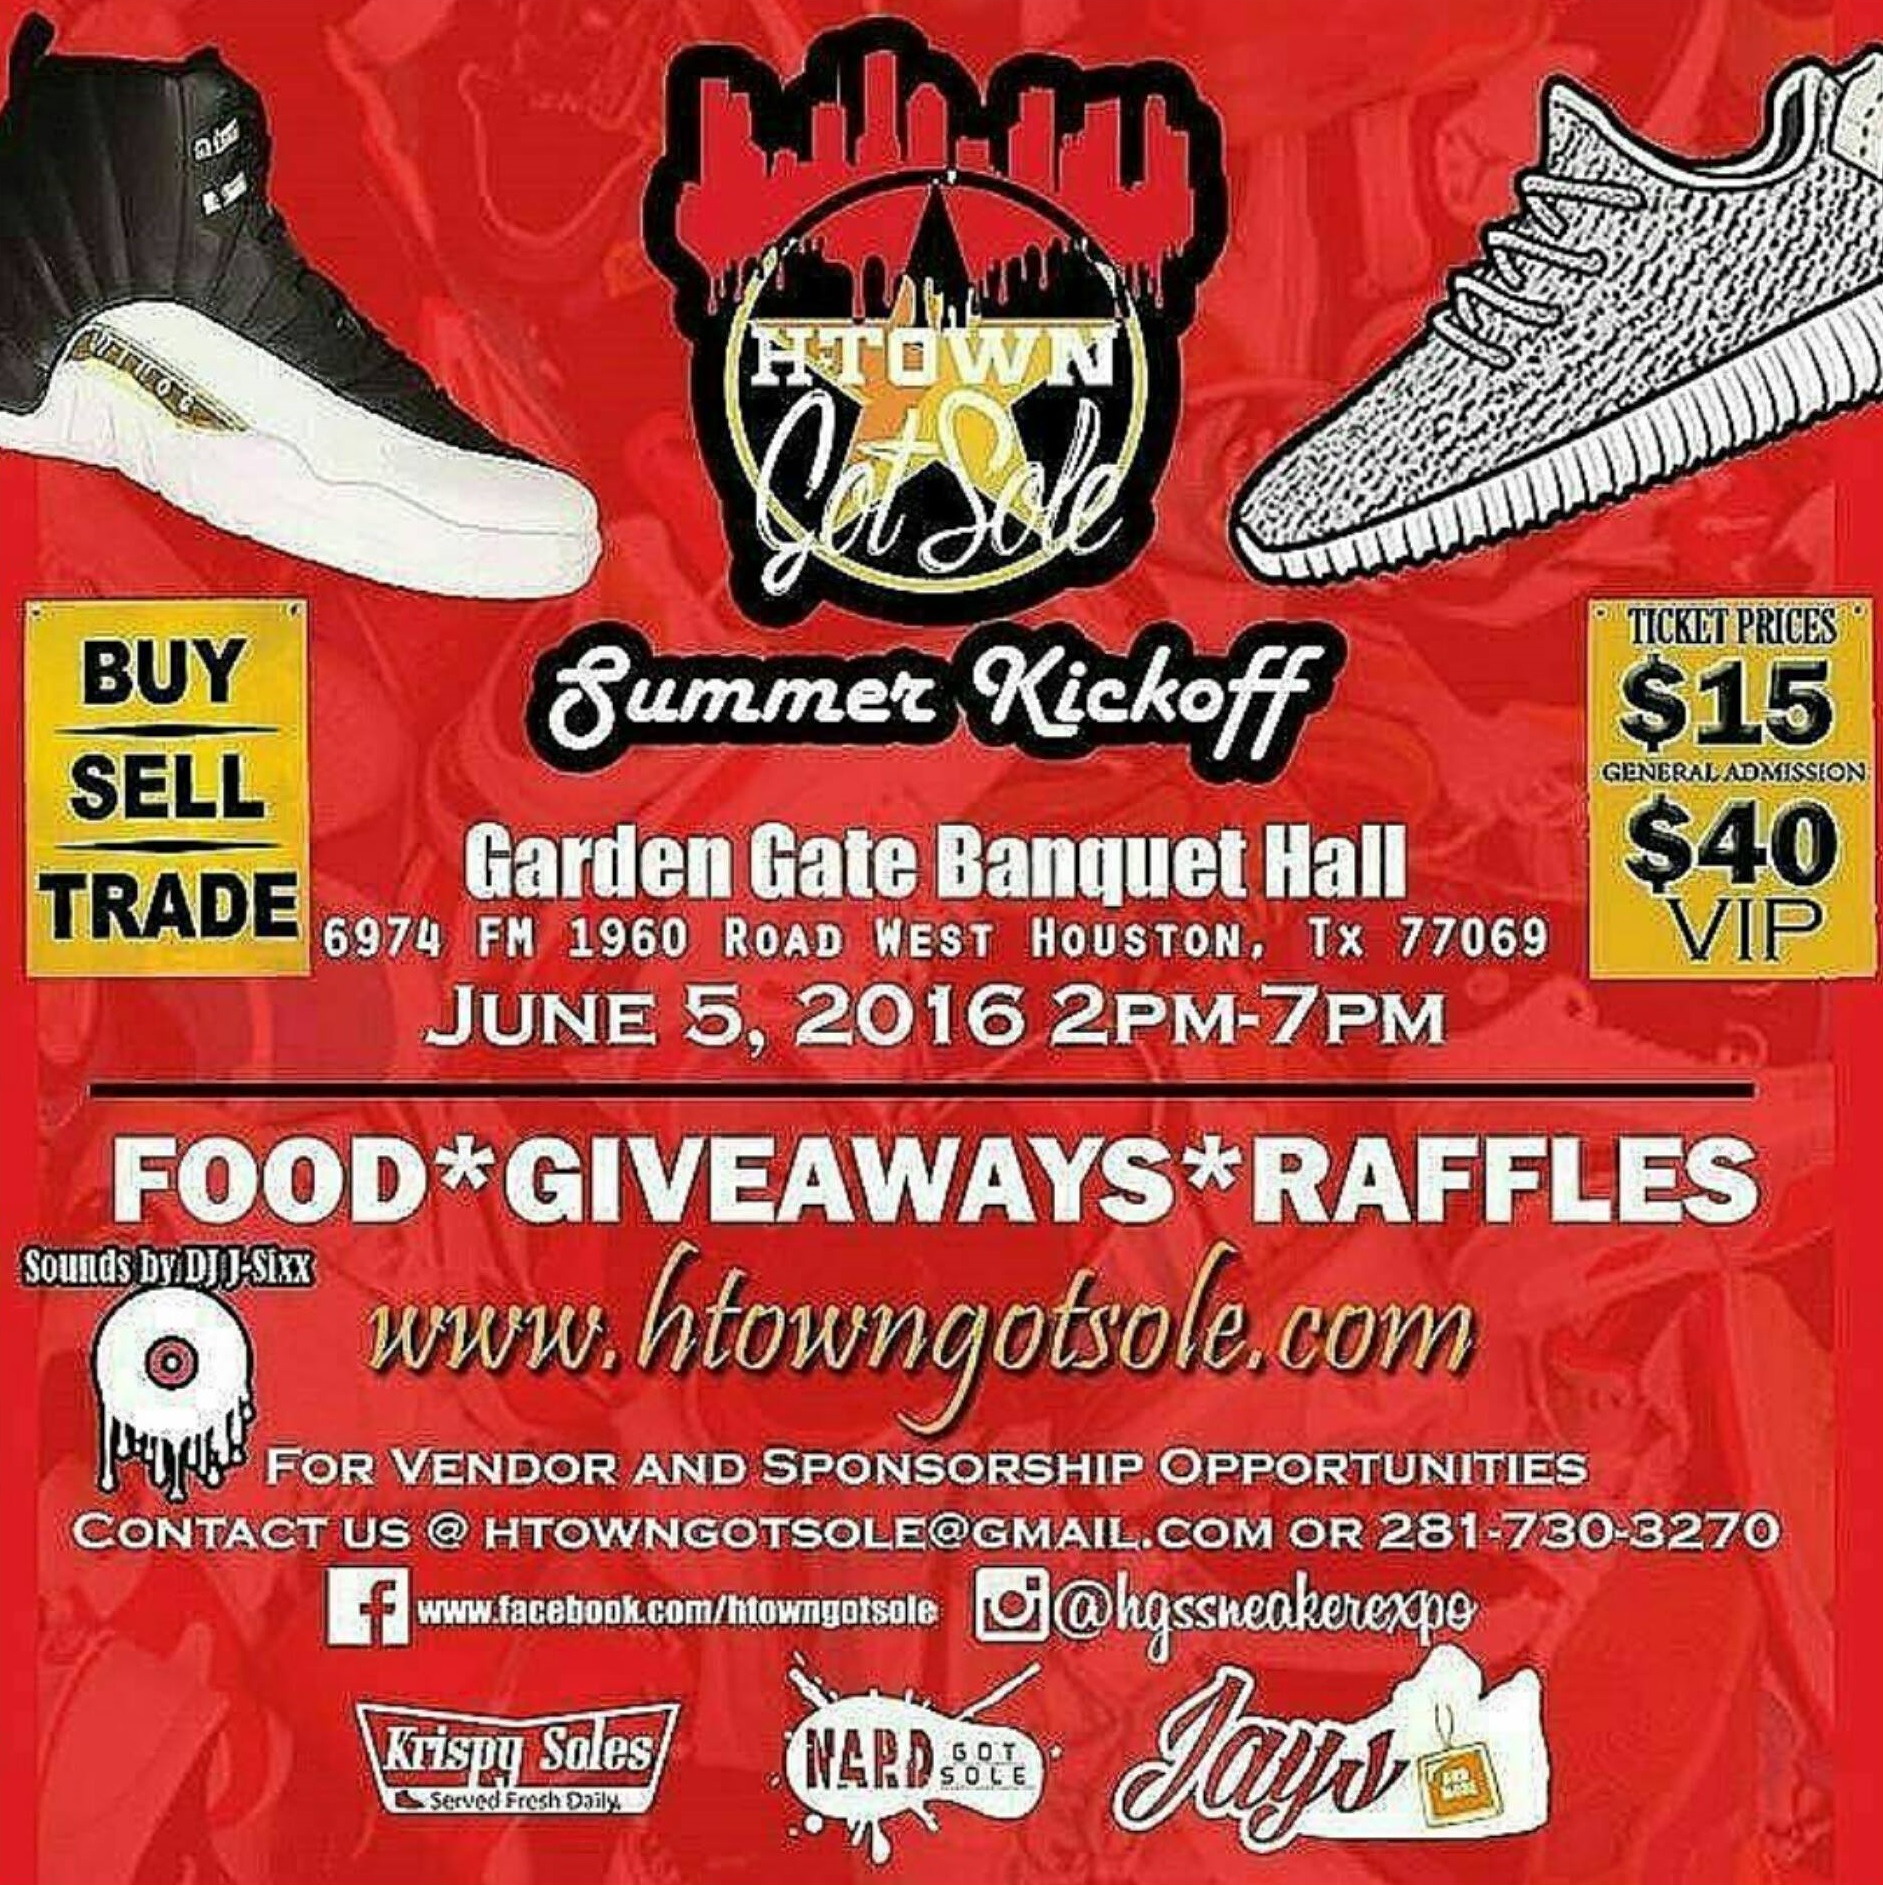 HTOWN
Got Sole
Summer Kickoff
BUY
SELL
TRADE
TICKET PRICES
$15
GENERAL ADMISSION
$40
VIP
Garden Gate Banquet Hall
6974 FM 1960 ROAD WEST HOUSTON, TX 77069
JUNE 5, 2016 2PM-7PM
FOOD*GIVEAWAYS*RAFFLES
Sounds by DJ J-Sixx
www.htowngotsole.com
FOR VENDOR AND SPONSORSHIP OPPORTUNITIES
CONTACT US @ HTOWNGOTSOLE@GMAIL.COM OR 281-730-3270
f www.facebook.com/htowngotsole @hgssneakerexpo
Krispy Soles
Served Fresh Daily.
NARD GOT
SOLE
Jays